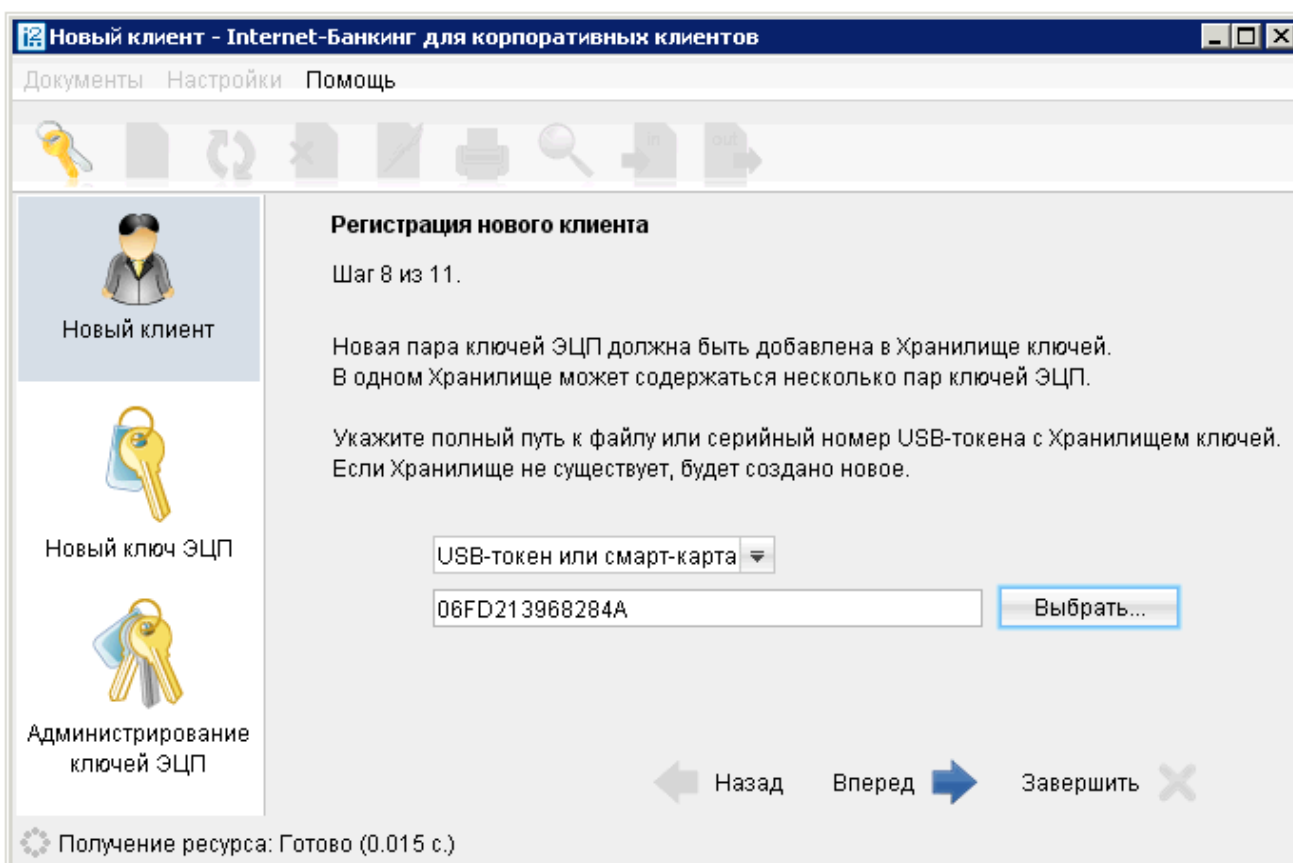 Новый клиент - Internet-Банкинг для корпоративных клиентов
Документы Настройки Помощь
in out
Регистрация нового клиента
Шаг 8 из 11.
Новый клиент
Новая пара ключей ЭЦП должна быть добавлена в Хранилище ключей.
В одном Хранилище может содержаться несколько пар ключей ЭЦП.
Укажите полный путь к файлу или серийный номер USB-токена с Хранилищем ключей.
Если Хранилище не существует, будет создано новое.
Новый ключ ЭЦП
USB-токен или смарт-карта
06FD213968284A Выбрать...
Администрирование
ключей ЭЦП
Назад Вперед Завершить
Получение ресурса: Готово (0.015 с.)